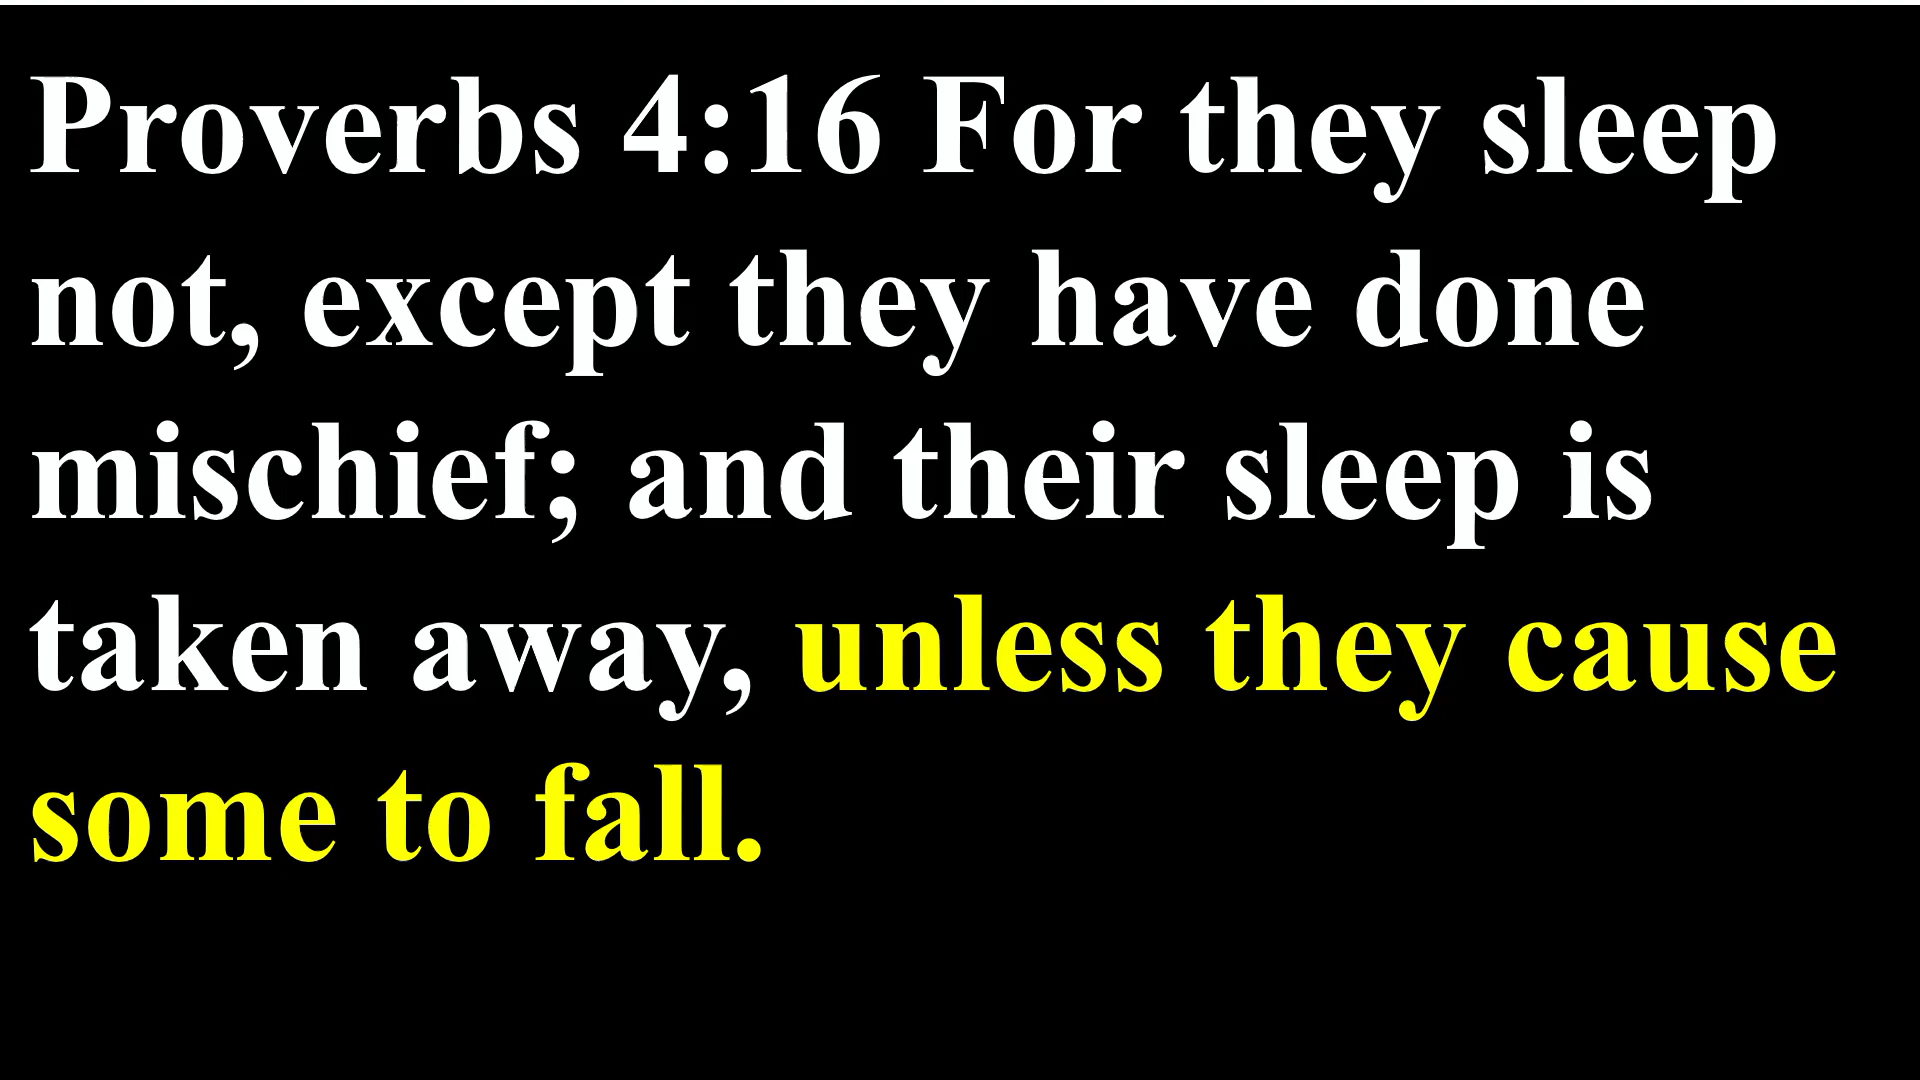 Proverbs 4:16 For they sleep
not, except they have done
mischief; and their sleep is
taken away, unless they cause
some to fall.